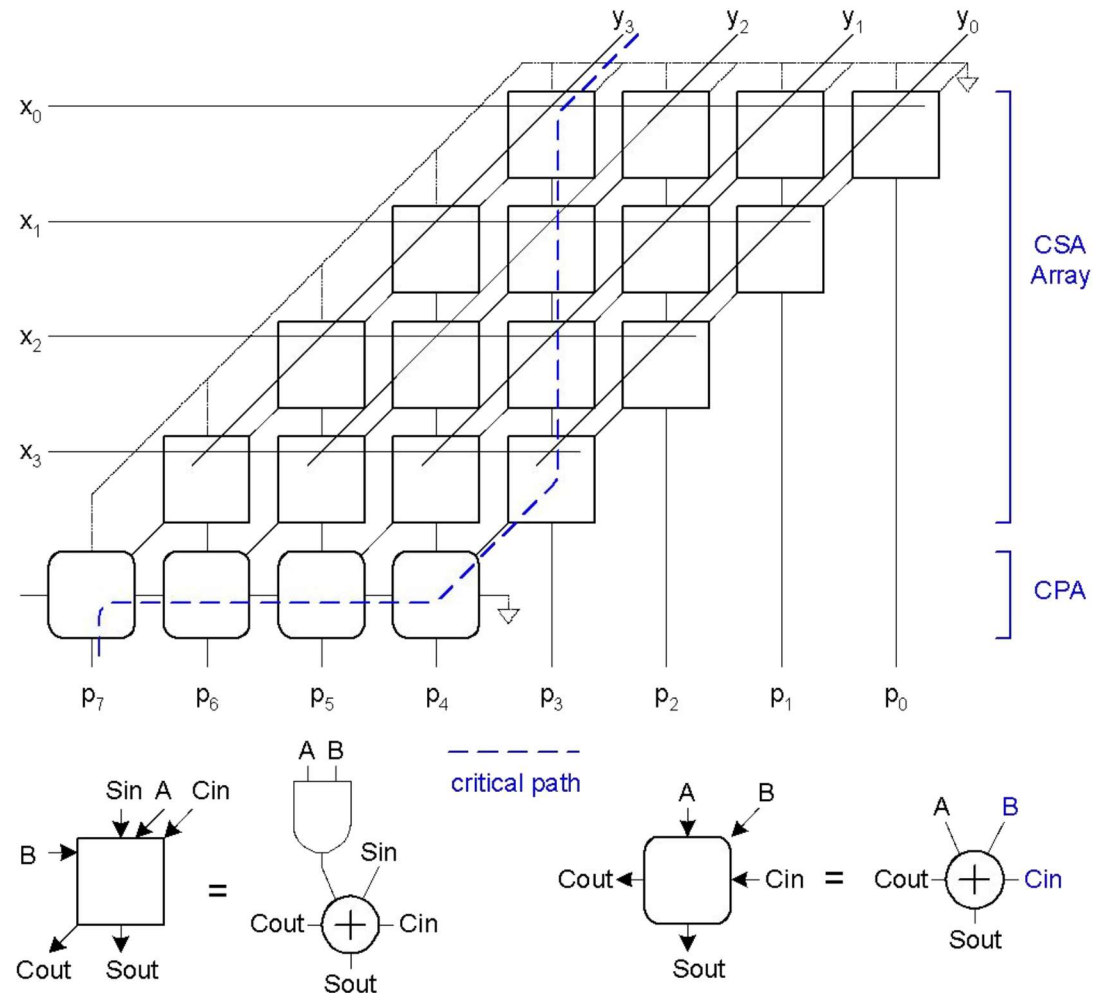 y3 y2 y1 y0
x0
x1
CSA
Array
x2
x3
CPA
p7 p6 p5 p4 p3 p2 p1 p0
A B
critical path
Sin A Cin
Sin
B
=
Cout Cin
Cout Sout
Sout
A B
Cout Cin
=
Sout
A B
Cout Cin
Sout